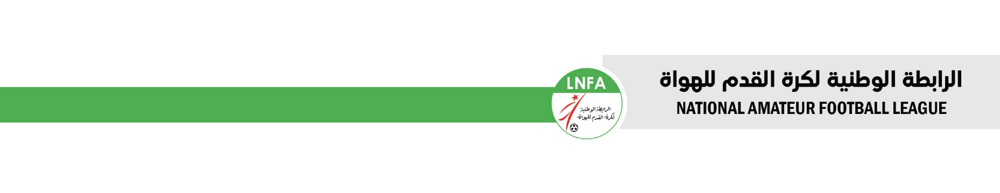 LNFA
الرابطة الوطنية
لكرة القدم للهواة
الرابطة الوطنية لكرة القدم للهواة
NATIONAL AMATEUR FOOTBALL LEAGUE